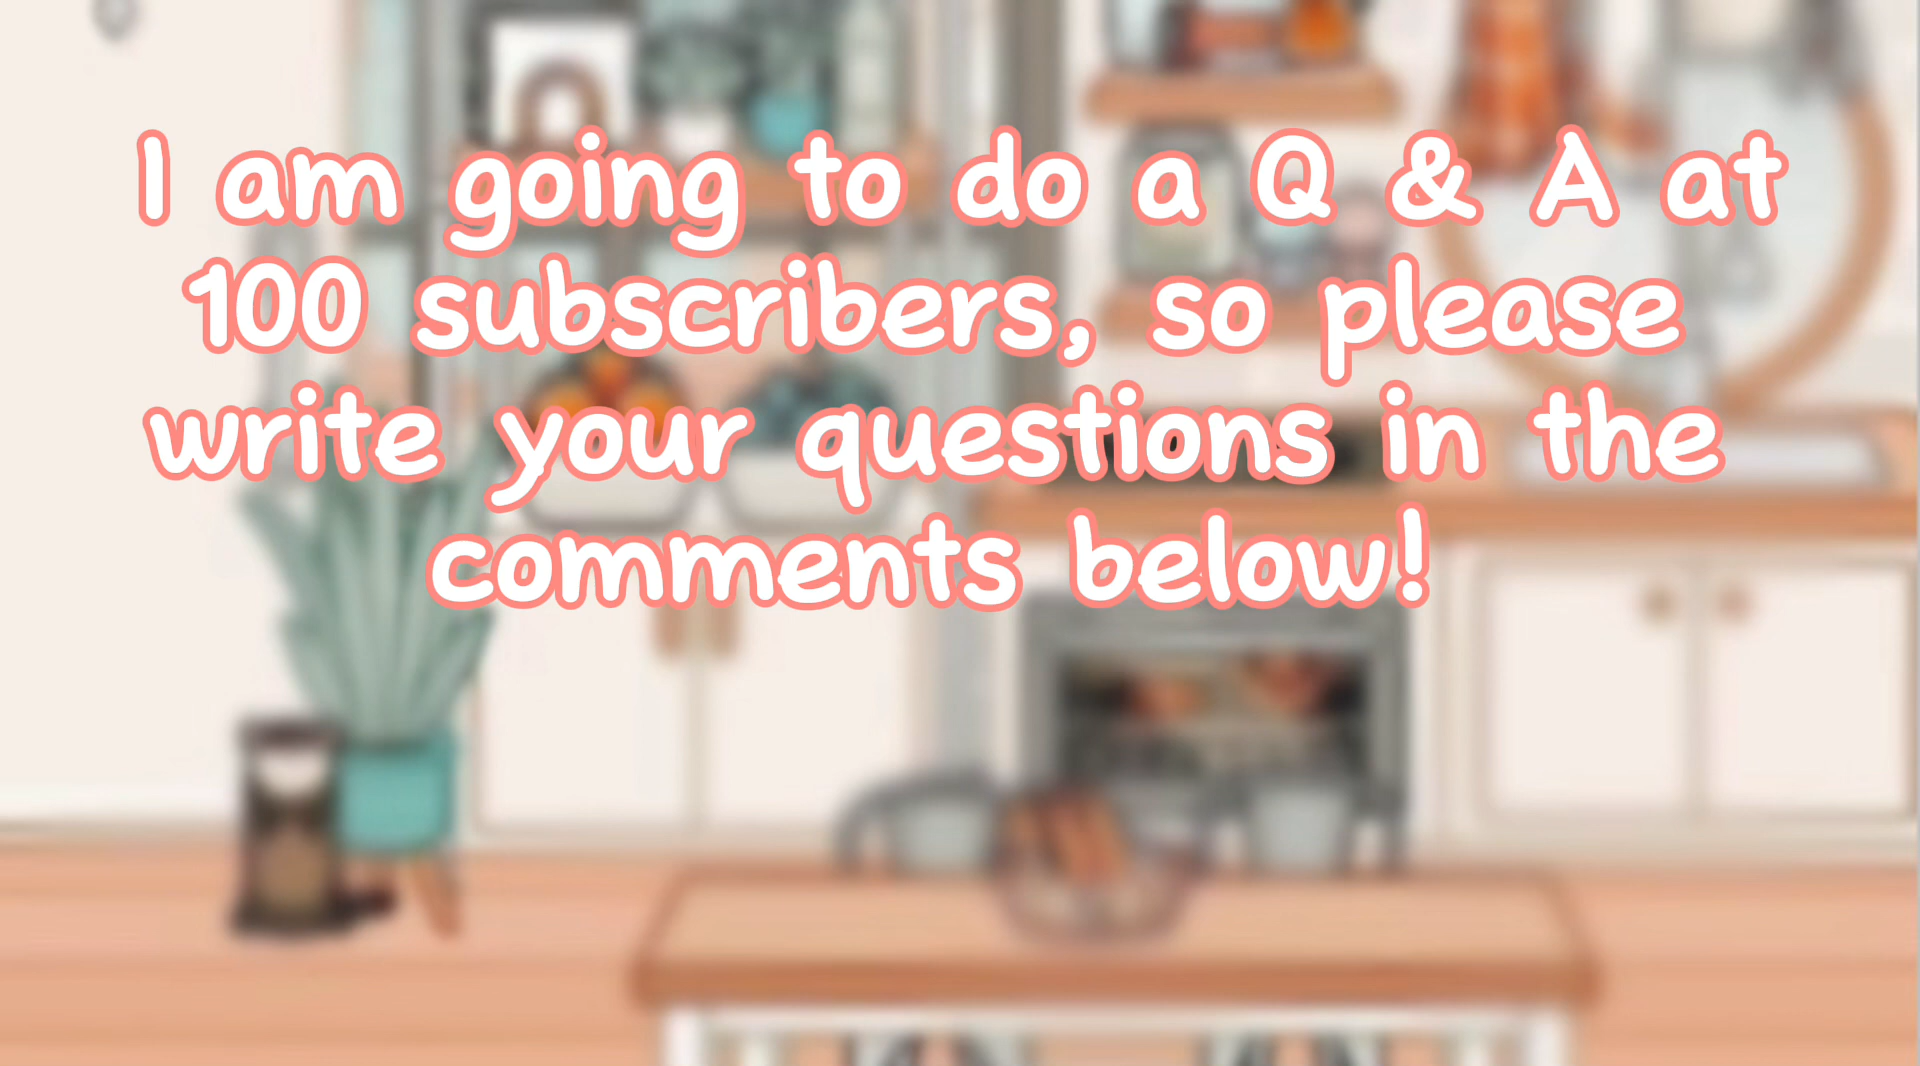 I am going to do a Q & A at
100 subscribers, so please
write your questions in the
comments below!